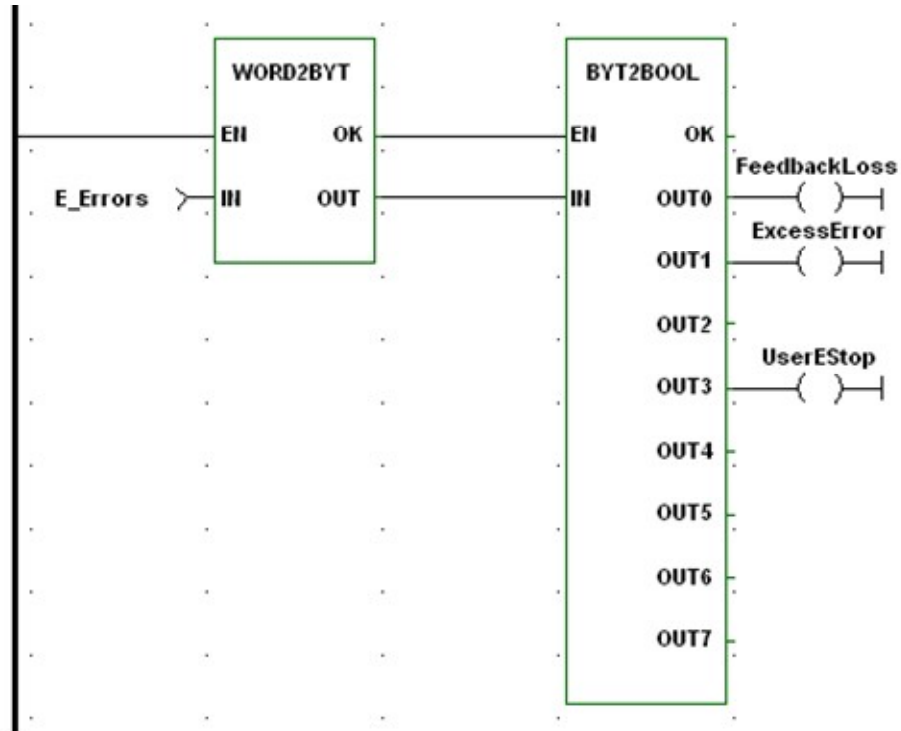 WORD2BYT
BYT2BOOL
EN OK
EN OK
FeedbackLoss
E_Errors IN OUT
IN OUT0
ExcessError
OUT1
OUT2
UserEStop
OUT3
OUT4
OUT5
OUT6
OUT7